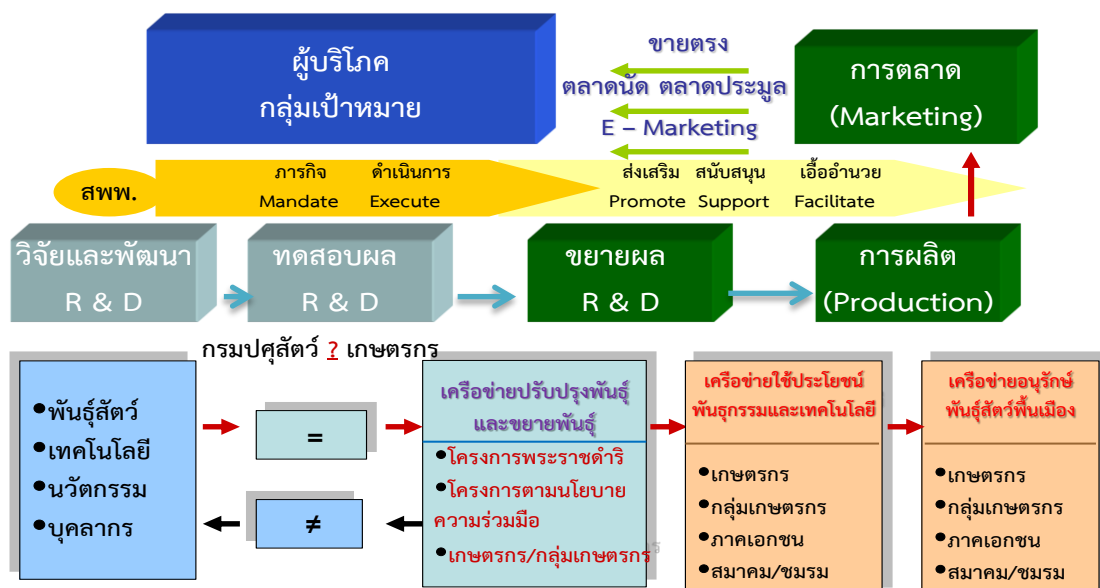 ผู้บริโภค
กลุ่มเป้าหมาย
ขายตรง
ตลาดนัด ตลาดประมูล
E – Marketing
การตลาด
(Marketing)
สพพ.
ภารกิจ ดำเนินการ
Mandate Execute
ส่งเสริม สนับสนุน เอื้ออำนวย
Promote Support Facilitate
วิจัยและพัฒนา
R & D
ทดสอบผล
R & D
ขยายผล
R & D
การผลิต
(Production)
กรมปศุสัตว์ ? เกษตรกร
•พันธุ์สัตว์
•เทคโนโลยี
•นวัตกรรม
•บุคลากร
=
≠
เครือข่ายปรับปรุงพันธุ์
และขยายพันธุ์
•โครงการพระราชดำริ
•โครงการตามนโยบาย
ความร่วมมือ
•เกษตรกร/กลุ่มเกษตรกร
เครือข่ายใช้ประโยชน์
พันธุกรรมและเทคโนโลยี
•เกษตรกร
•กลุ่มเกษตรกร
•ภาคเอกชน
•สมาคม/ชมรม
เครือข่ายอนุรักษ์
พันธุ์สัตว์พื้นเมือง
•เกษตรกร
•กลุ่มเกษตรกร
•ภาคเอกชน
•สมาคม/ชมรม